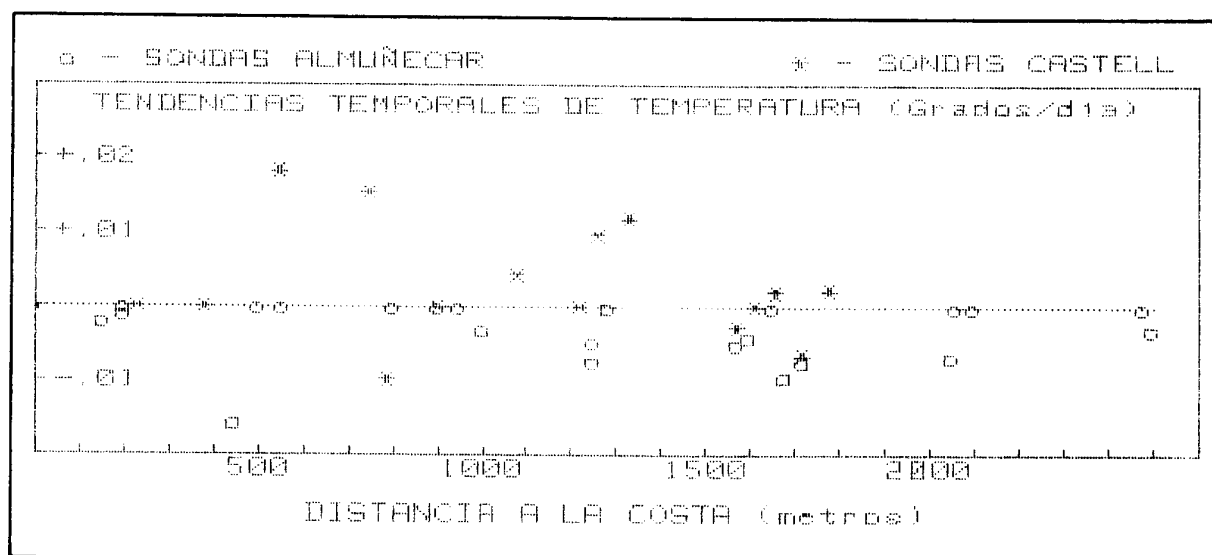 o - SONDAS ALMUÑECAR
* - SONDAS CASTELL
TENDENCIAS TEMPORALES DE TEMPERATURA (Grados/dia)
+.02
+.01
-.01
500 1000 1500 2000
DISTANCIA A LA COSTA (metros)